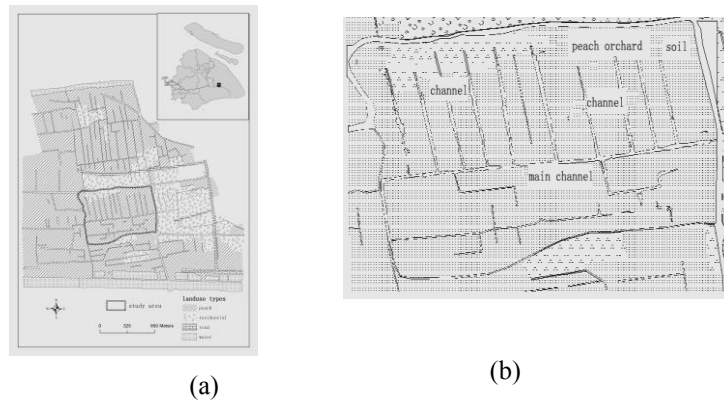 study area
landuse types
peach
residential
road
water
0 325 650 Meters
peach orchard soil
channel
channel
main channel
(a)
(b)